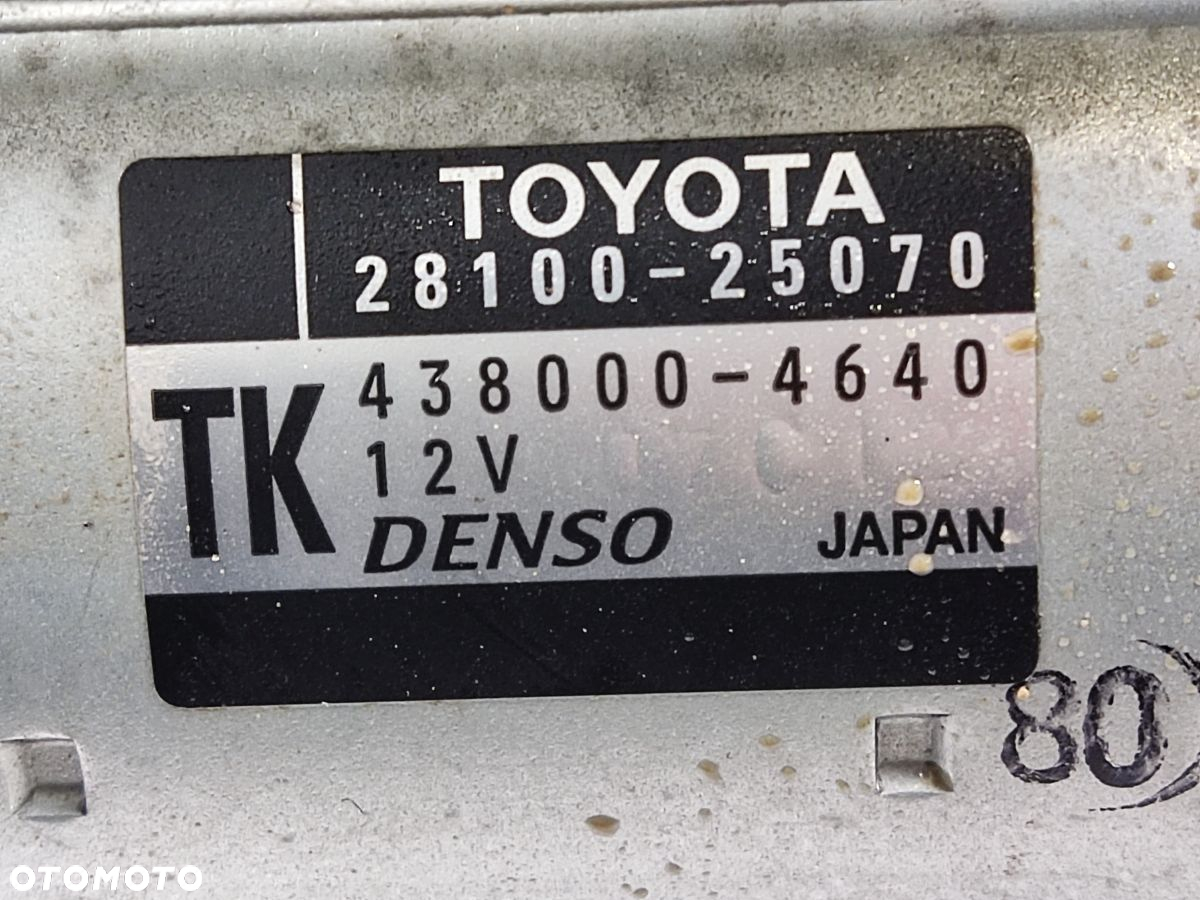 TOYOTA
28100-25070
TK
438000-4640
12V
DENSO
JAPAN
80
OTOMOTO